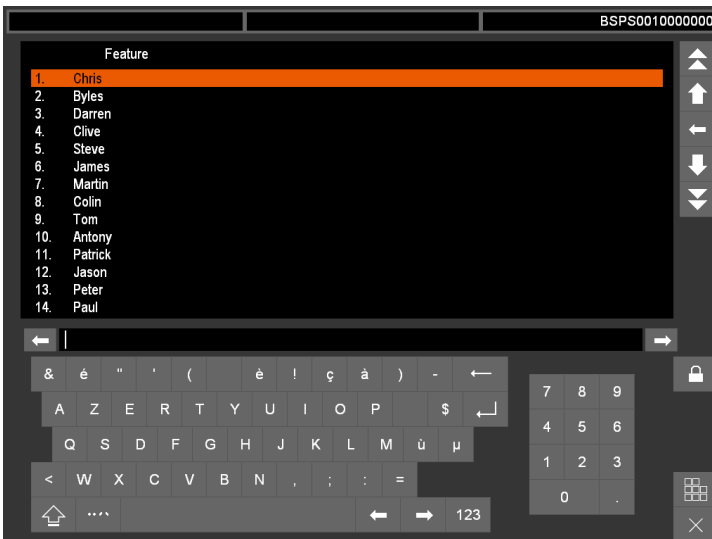 BSPS0010000000
Feature
1. Chris
2. Byles
3. Darren
4. Clive
5. Steve
6. James
7. Martin
8. Colin
9. Tom
10. Antony
11. Patrick
12. Jason
13. Peter
14. Paul
& é " ' ( è ! ç à ) -
7 8 9
A Z E R T Y U I O P $
4 5 6
Q S D F G H J K L M ù µ
1 2 3
< W X C V B N , ; : =
0 .
123